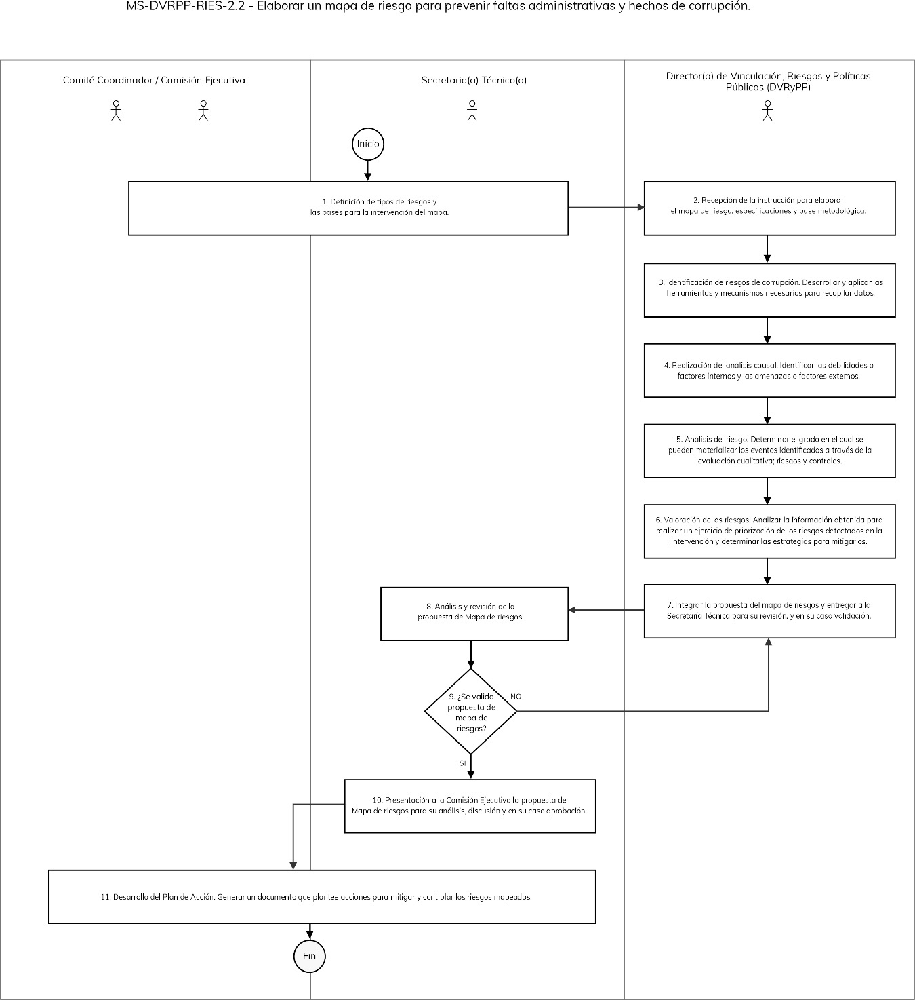 MS-DVRPP-RIES-2.2 - Elaborar un mapa de riesgo para prevenir faltas administrativas y hechos de corrupción.
Comité Coordinador / Comisión Ejecutiva
Secretario(a) Técnico(a)
Director(a) de Vinculación, Riesgos y Políticas
Públicas (DVRyPP)
Inicio
1. Definición de tipos de riesgos y
las bases para la intervención del mapa.
2. Recepción de la instrucción para elaborar
el mapa de riesgo, especificaciones y base metodológica.
3. Identificación de riesgos de corrupción. Desarrollar y aplicar las
herramientas y mecanismos necesarios para recopilar datos.
4. Realización del análisis causal. Identificar las debilidades o
factores internos y las amenazas o factores externos.
5. Análisis del riesgo. Determinar el grado en el cual se
pueden materializar los eventos identificados a través de la
evaluación cualitativa; riesgos y controles.
6. Valoración de los riesgos. Analizar la información obtenida para
realizar un ejercicio de priorización de los riesgos detectados en la
intervención y determinar las estrategias para mitigarlos.
7. Integrar la propuesta del mapa de riesgos y entregar a la
Secretaría Técnica para su revisión, y en su caso validación.
8. Análisis y revisión de la
propuesta de Mapa de riesgos.
9. ¿Se valida
propuesta de
mapa de
riesgos?
NO
SI
10. Presentación a la Comisión Ejecutiva la propuesta de
Mapa de riesgos para su análisis, discusión y en su caso aprobación.
11. Desarrollo del Plan de Acción. Generar un documento que plantee acciones para mitigar y controlar los riesgos mapeados.
Fin